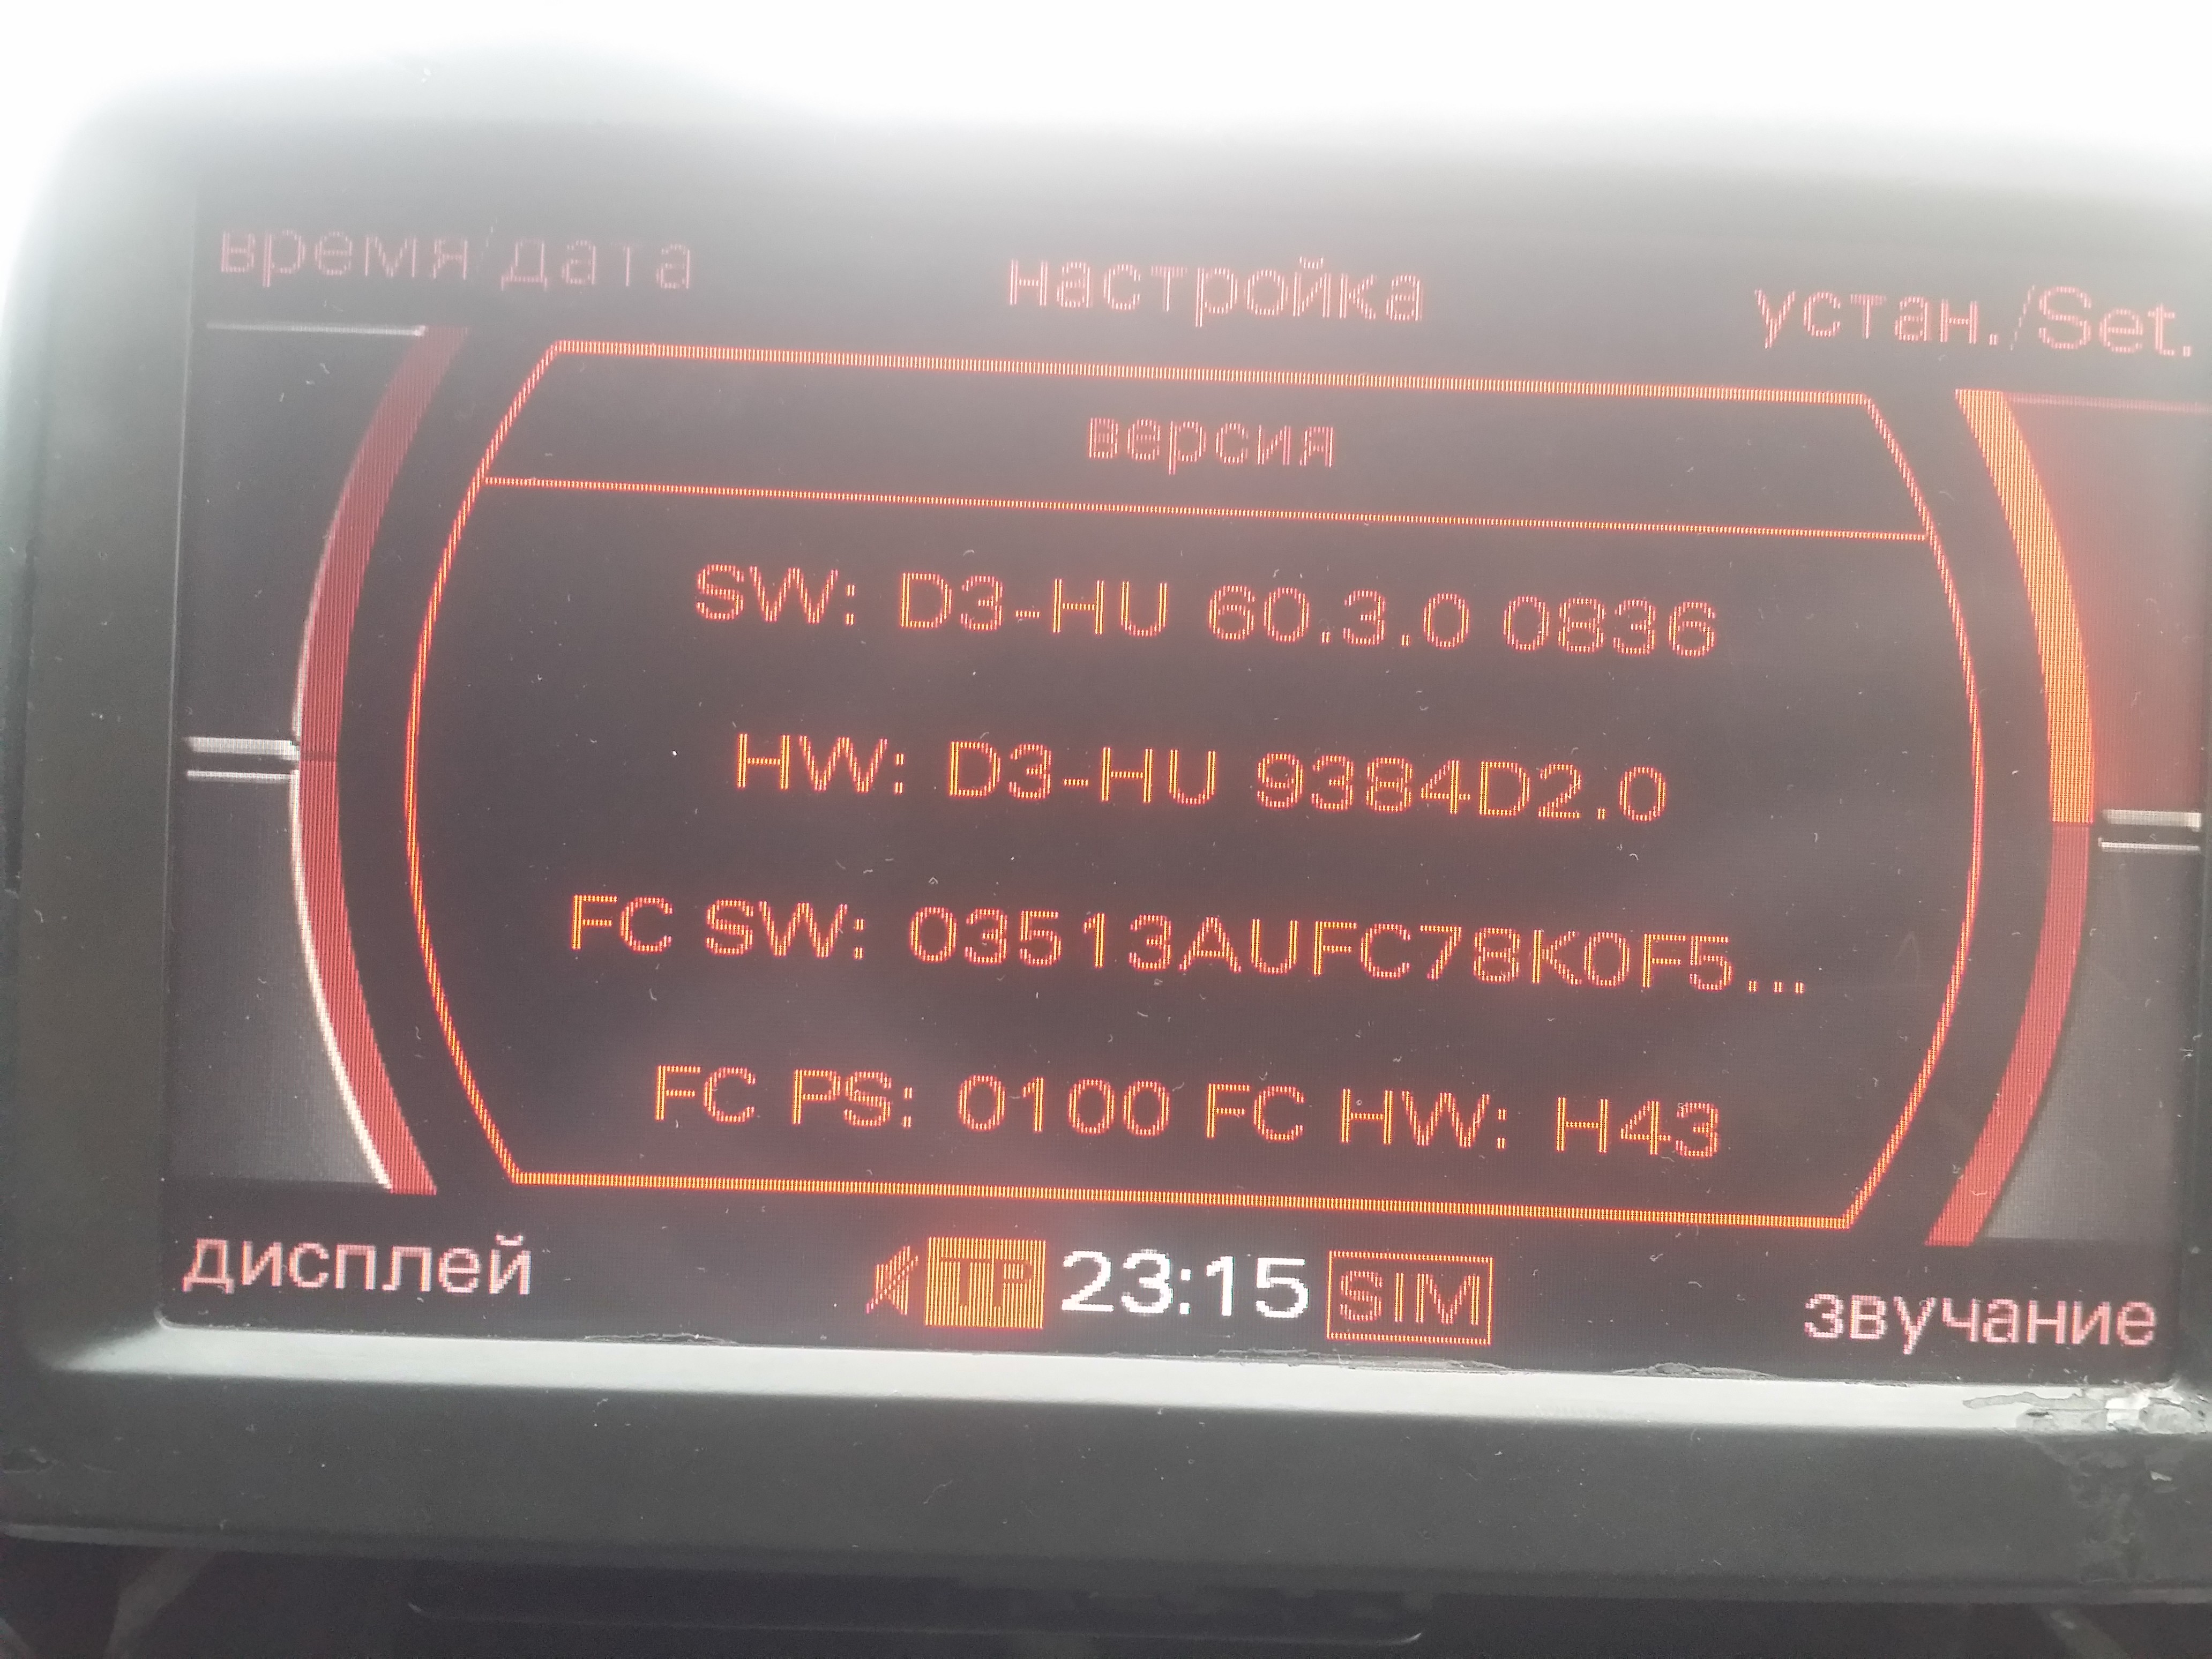 время/дата
настройка
устан./Set.
версия
SW: D3-HU 60.3.0 0836
HW: D3-HU 9384D2.0
FC SW: 03513AUFC78K0F5...
FC PS: 0100 FC HW: H43
дисплей
TP 23:15 SIM
звучание